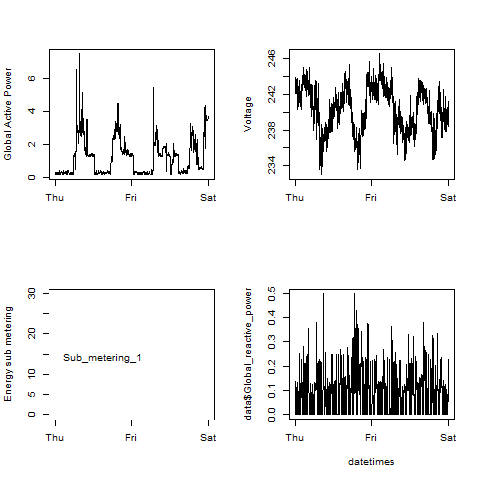 Global Active Power
0 2 4 6
Thu Fri Sat
Voltage
234 238 242 246
Thu Fri Sat
Energy sub metering
0 5 10 20 30
Sub_metering_1
Thu Fri Sat
data$Global_reactive_power
0.0 0.1 0.2 0.3 0.4 0.5
Thu Fri Sat
datetimes